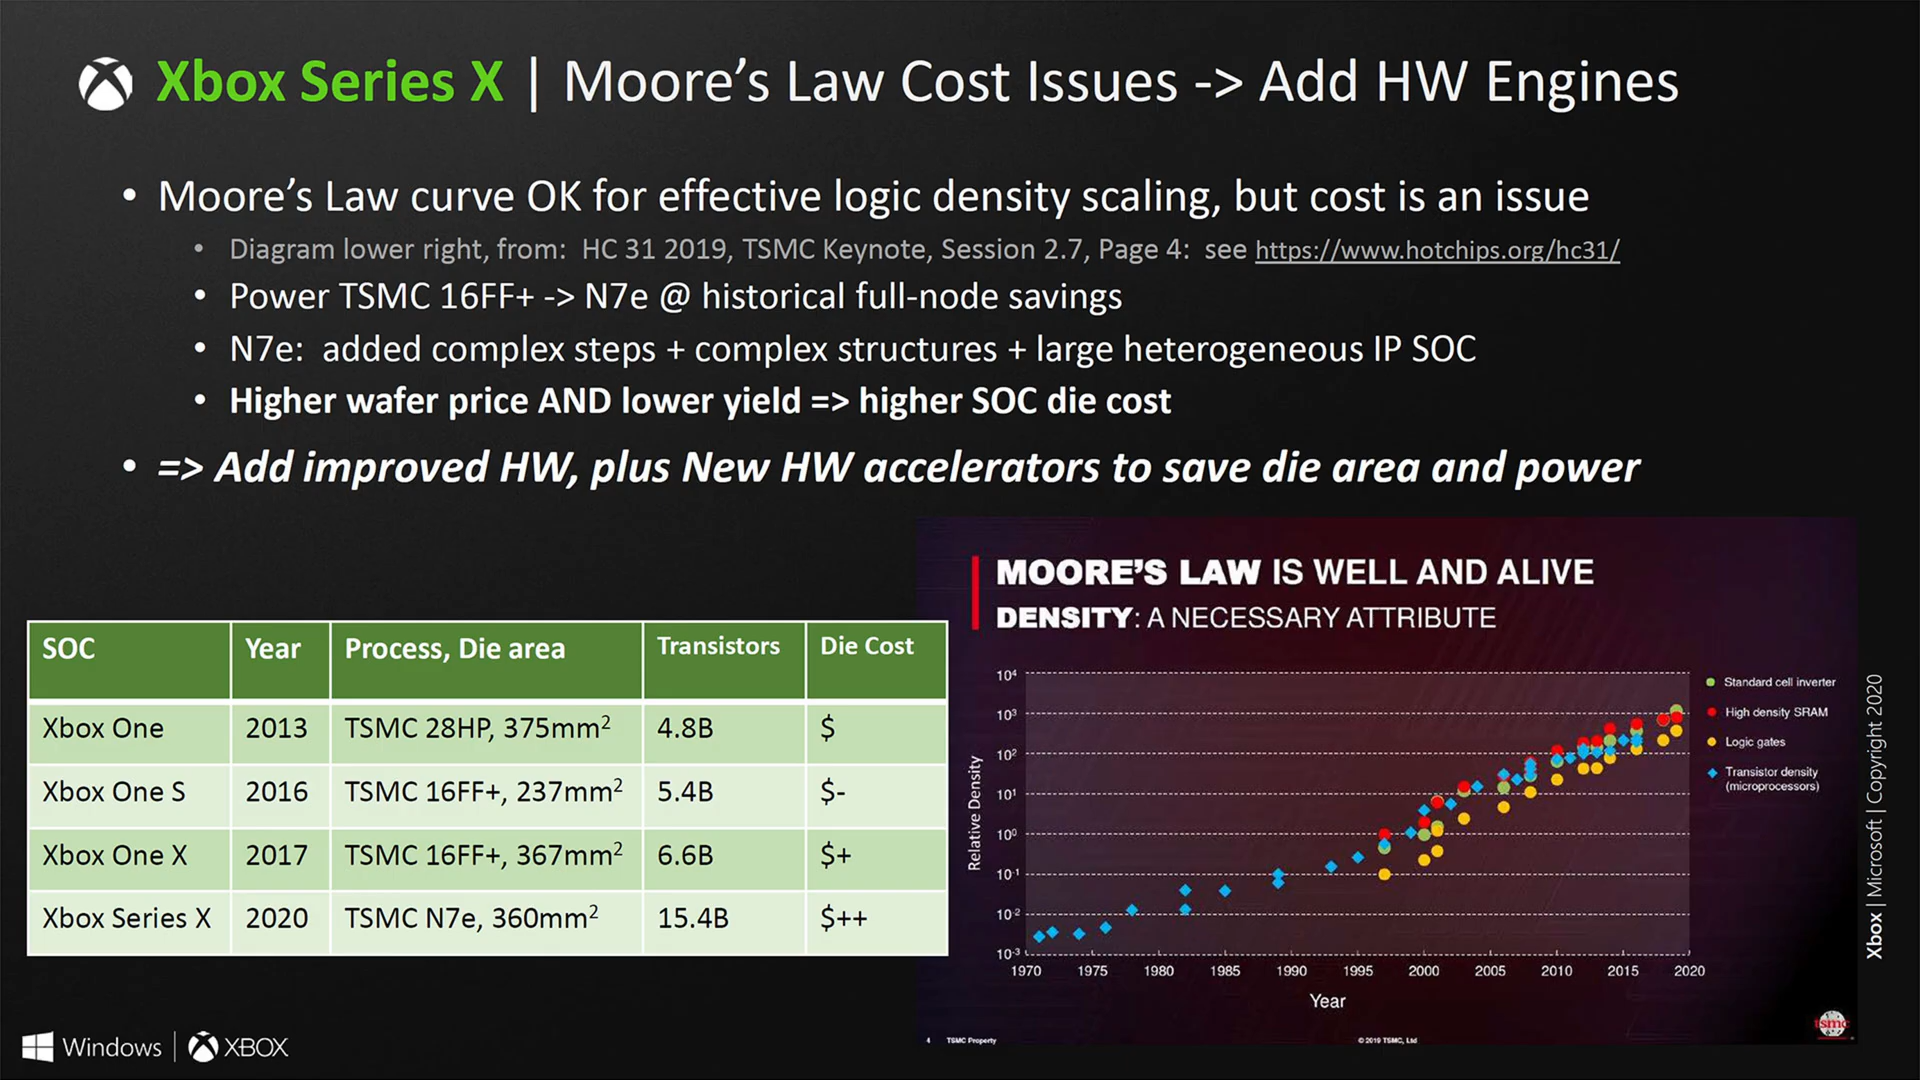 Xbox Series X | Moore's Law Cost Issues -> Add HW Engines
• Moore's Law curve OK for effective logic density scaling, but cost is an issue
• Diagram lower right, from: HC 31 2019, TSMC Keynote, Session 2.7, Page 4: see https://www.hotchips.org/hc31/
• Power TSMC 16FF+ -> N7e @ historical full-node savings
• N7e: added complex steps + complex structures + large heterogeneous IP SOC
• Higher wafer price AND lower yield => higher SOC die cost
• => Add improved HW, plus New HW accelerators to save die area and power
SOC Year Process, Die area Transistors Die Cost
Xbox One 2013 TSMC 28HP, 375mm² 4.8B $
Xbox One S 2016 TSMC 16FF+, 237mm² 5.4B $-
Xbox One X 2017 TSMC 16FF+, 367mm² 6.6B $+
Xbox Series X 2020 TSMC N7e, 360mm² 15.4B $++
MOORE'S LAW IS WELL AND ALIVE
DENSITY: A NECESSARY ATTRIBUTE
Relative Density
10⁴
10³
10²
10¹
10⁰
10⁻¹
10⁻²
10⁻³
1970 1975 1980 1985 1990 1995 2000 2005 2010 2015 2020
Year
Standard cell inverter
High density SRAM
Logic gates
Transistor density
(microprocessors)
4 TSMC Property
© 2019 TSMC, Ltd
tsmc
Xbox | Microsoft | Copyright 2020
Windows | XBOX